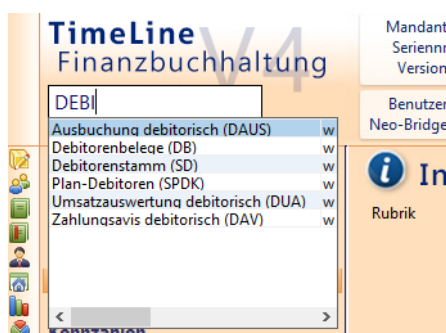 TimeLine
Finanzbuchhaltung
V4
DEBI
Ausbuchung debitorisch (DAUS) w
Debitorenbelege (DB) w
Debitorenstamm (SD) w
Plan-Debitoren (SPDK) w
Umsatzauswertung debitorisch (DUA) w
Zahlungsavis debitorisch (DAV) w
Kennzahlen
Mandant
Seriennr
Version
Benutzer
Neo-Bridge
In
Rubrik